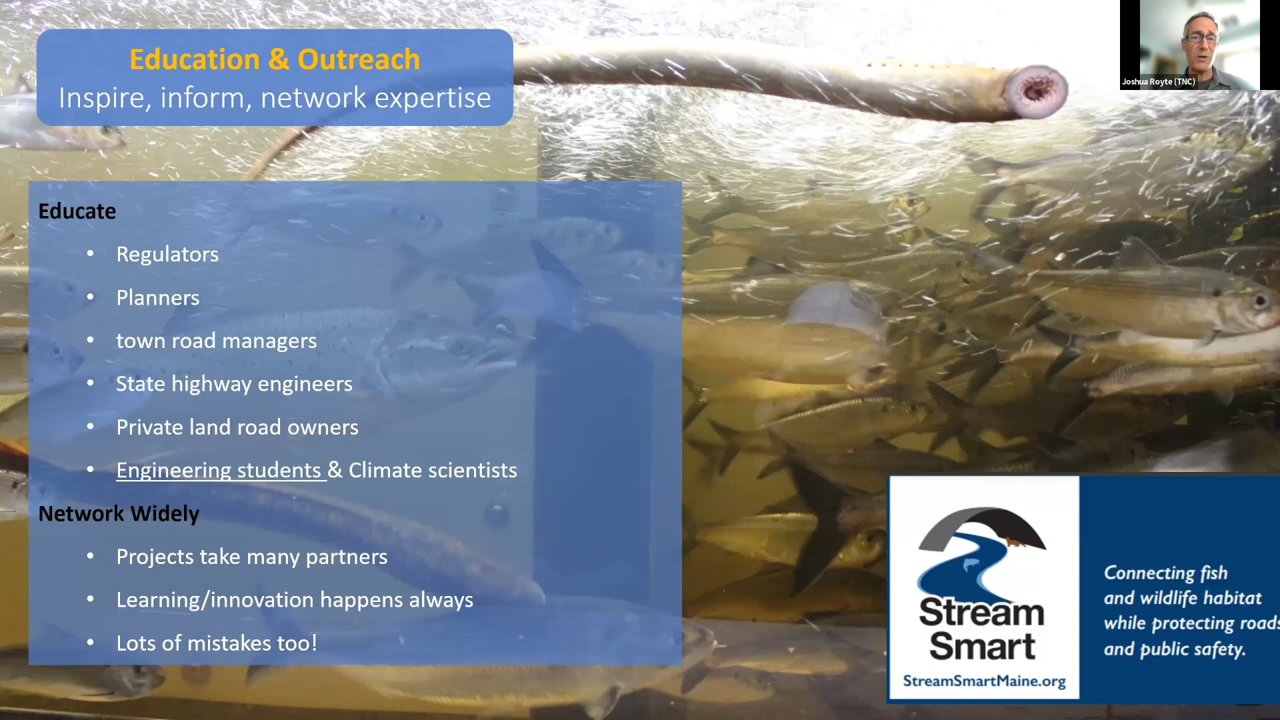 Education & Outreach
Inspire, inform, network expertise
Joshua Royte (TNC)
Educate
• Regulators
• Planners
• town road managers
• State highway engineers
• Private land road owners
• Engineering students & Climate scientists
Network Widely
• Projects take many partners
• Learning/innovation happens always
• Lots of mistakes too!
Stream
Smart
StreamSmartMaine.org
Connecting fish
and wildlife habitat
while protecting roads
and public safety.